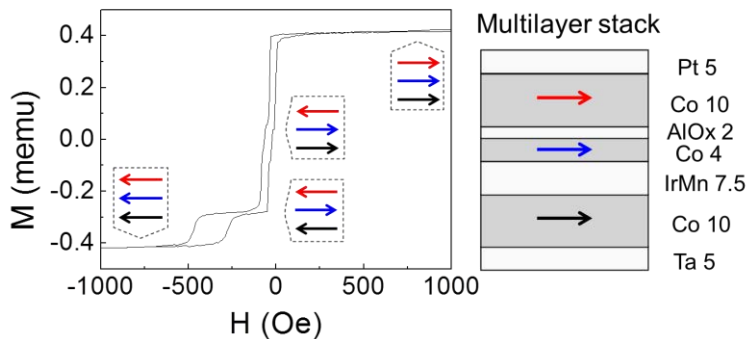 Multilayer stack
M (memu)
0.4
0.2
0.0
-0.2
-0.4
-1000
-500
0
500
1000
H (Oe)
Pt 5
Co 10
AlOx 2
Co 4
IrMn 7.5
Co 10
Ta 5